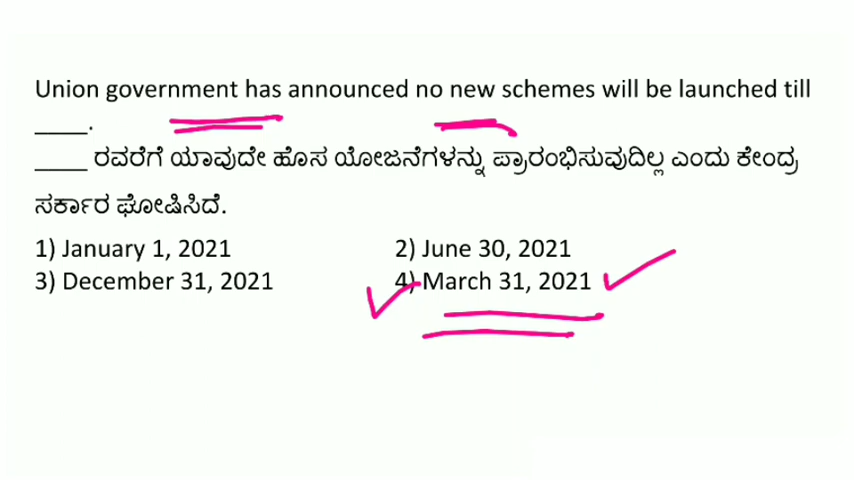 Union government has announced no new schemes will be launched till
____.
____ ರವರೆಗೆ ಯಾವುದೇ ಹೊಸ ಯೋಜನೆಗಳನ್ನು ಪ್ರಾರಂಭಿಸುವುದಿಲ್ಲ ಎಂದು ಕೇಂದ್ರ
ಸರ್ಕಾರ ಘೋಷಿಸಿದೆ.
1) January 1, 2021 2) June 30, 2021
3) December 31, 2021 4) March 31, 2021